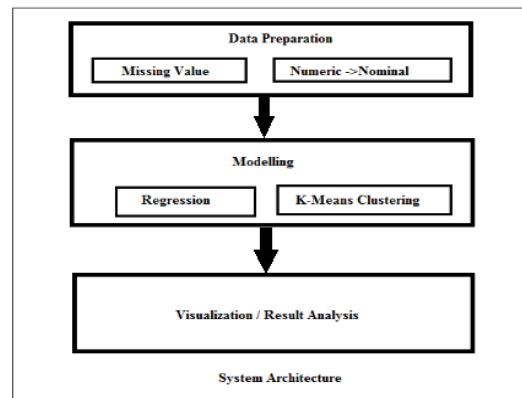 Data Preparation
Missing Value
Numeric ->Nominal
Modelling
Regression
K-Means Clustering
Visualization / Result Analysis
System Architecture